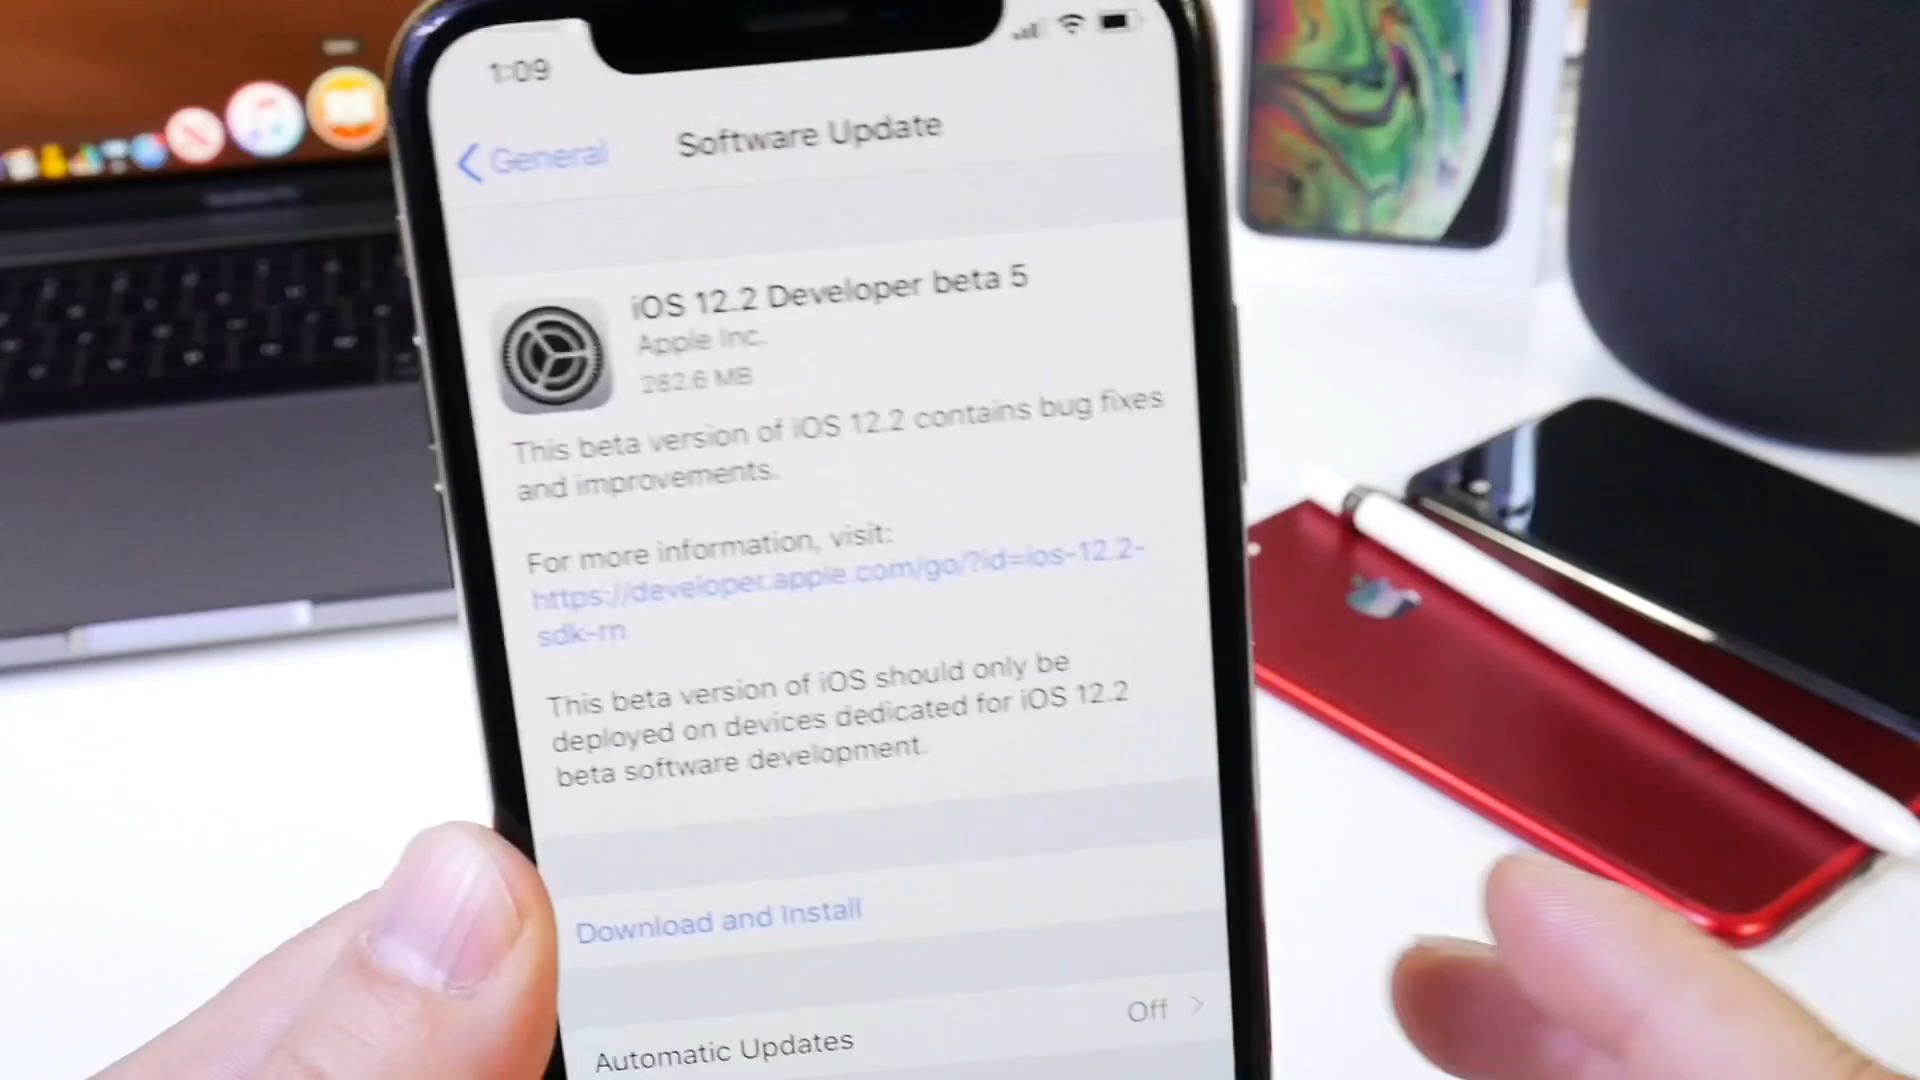 1:09
General
Software Update
iOS 12.2 Developer beta 5
Apple Inc.
262.6 MB
This beta version of iOS 12.2 contains bug fixes
and improvements.
For more information, visit:
https://developer.apple.com/go/?id=ios-12.2-
sdk-rn
This beta version of iOS should only be
deployed on devices dedicated for iOS 12.2
beta software development.
Download and Install
Automatic Updates Off